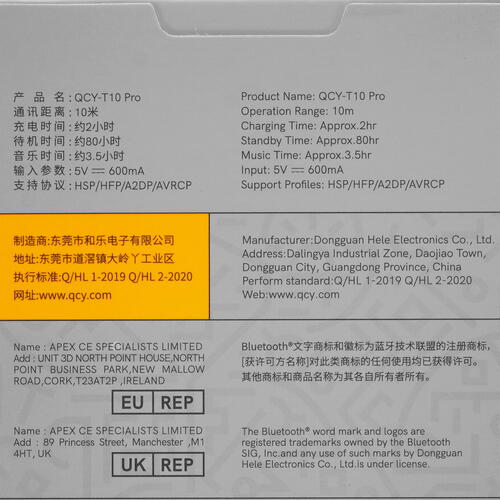 产 品 名: QCY-T10 Pro
通讯距离: 10米
充电时间: 约2小时
待机时间: 约80小时
音乐时间: 约3.5小时
输入参数: 5V ⎓ 600mA
支持协议: HSP/HFP/A2DP/AVRCP
Product Name: QCY-T10 Pro
Operation Range: 10m
Charging Time: Approx.2hr
Standby Time: Approx.80hr
Music Time: Approx.3.5hr
Input: 5V ⎓ 600mA
Support Profiles: HSP/HFP/A2DP/AVRCP
制造商:东莞市和乐电子有限公司
地址:东莞市道滘镇大岭丫工业区
执行标准:Q/HL 1-2019 Q/HL 2-2020
网址:www.qcy.com
Manufacturer:Dongguan Hele Electronics Co., Ltd.
Address:Dalingya Industrial Zone, Daojiao Town,
Dongguan City, Guangdong Province, China
Perform standard:Q/HL 1-2019 Q/HL 2-2020
Web:www.qcy.com
Name : APEX CE SPECIALISTS LIMITED
Add : UNIT 3D NORTH POINT HOUSE,NORTH
POINT BUSINESS PARK,NEW MALLOW
ROAD,CORK,T23AT2P ,IRELAND
EU REP
Name : APEX CE SPECIALISTS LIMITED
Add : 89 Princess Street, Manchester ,M1
4HT, UK
UK REP
Bluetooth®文字商标和徽标为蓝牙技术联盟的注册商标,
[获许可方名称]对此类商标的任何使用均已获得许可。
其他商标和商品名称为其各自所有者所有。
The Bluetooth® word mark and logos are
registered trademarks owned by the Bluetooth
SIG, Inc.and any use of such marks by Dongguan
Hele Electronics Co., Ltd.is under license.